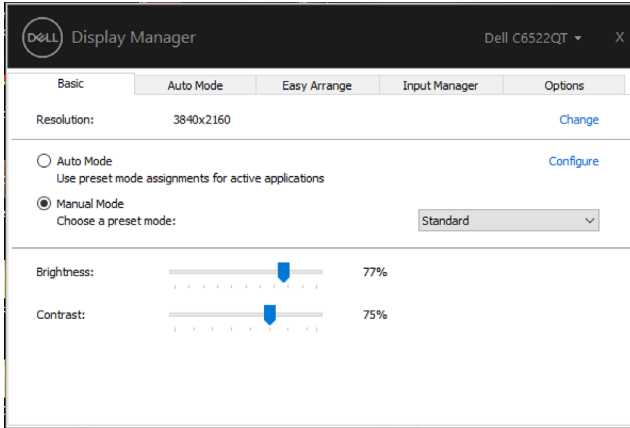 DELL Display Manager Dell C6522QT X
Basic Auto Mode Easy Arrange Input Manager Options
Resolution: 3840x2160 Change
Auto Mode Configure
Use preset mode assignments for active applications
Manual Mode
Choose a preset mode: Standard
Brightness: 77%
Contrast: 75%